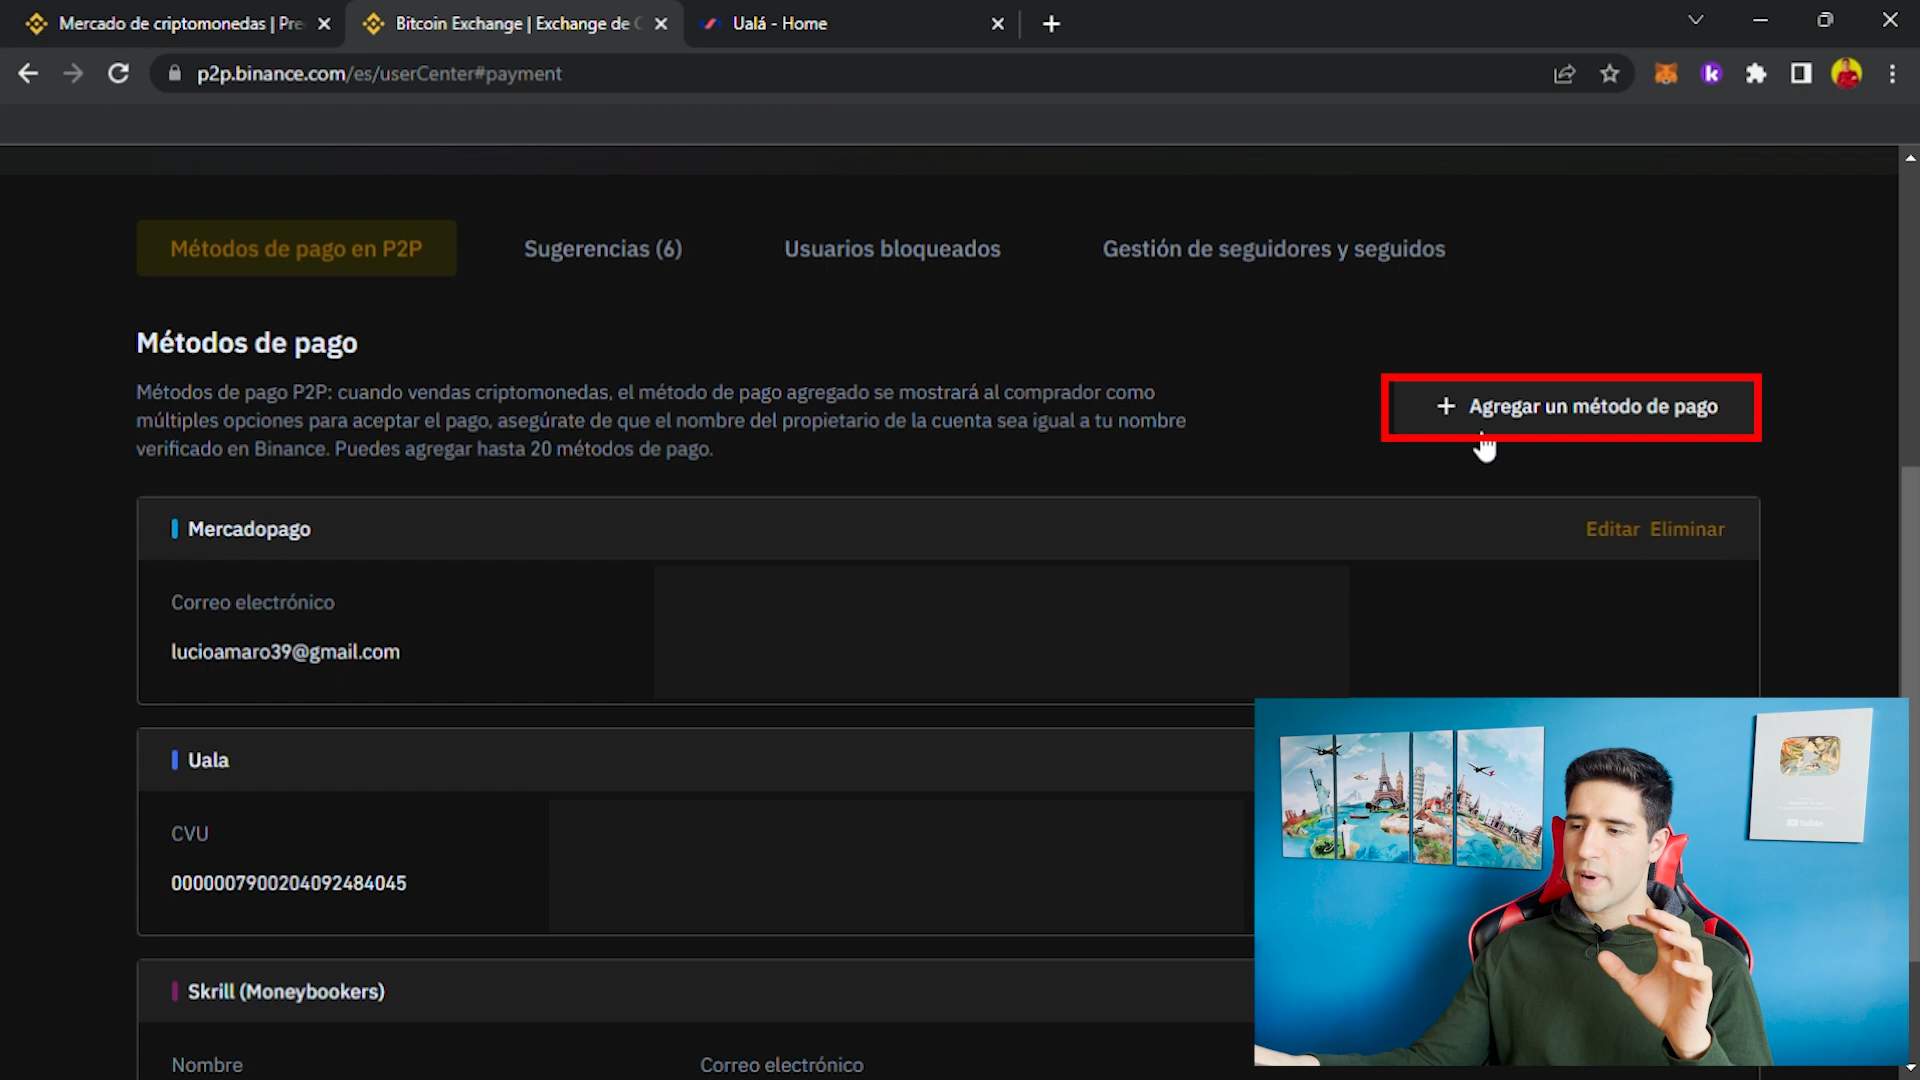 Mercado de criptomonedas | Pre
Bitcoin Exchange | Exchange de C
Ualá - Home
p2p.binance.com/es/userCenter#payment
Métodos de pago en P2P
Sugerencias (6)
Usuarios bloqueados
Gestión de seguidores y seguidos
Métodos de pago
Métodos de pago P2P: cuando vendas criptomonedas, el método de pago agregado se mostrará al comprador como
múltiples opciones para aceptar el pago, asegúrate de que el nombre del propietario de la cuenta sea igual a tu nombre
verificado en Binance. Puedes agregar hasta 20 métodos de pago.
+ Agregar un método de pago
Mercadopago
Editar Eliminar
Correo electrónico
lucioamaro39@gmail.com
Uala
CVU
0000007900204092484045
Skrill (Moneybookers)
Nombre
Correo electrónico
YouTube